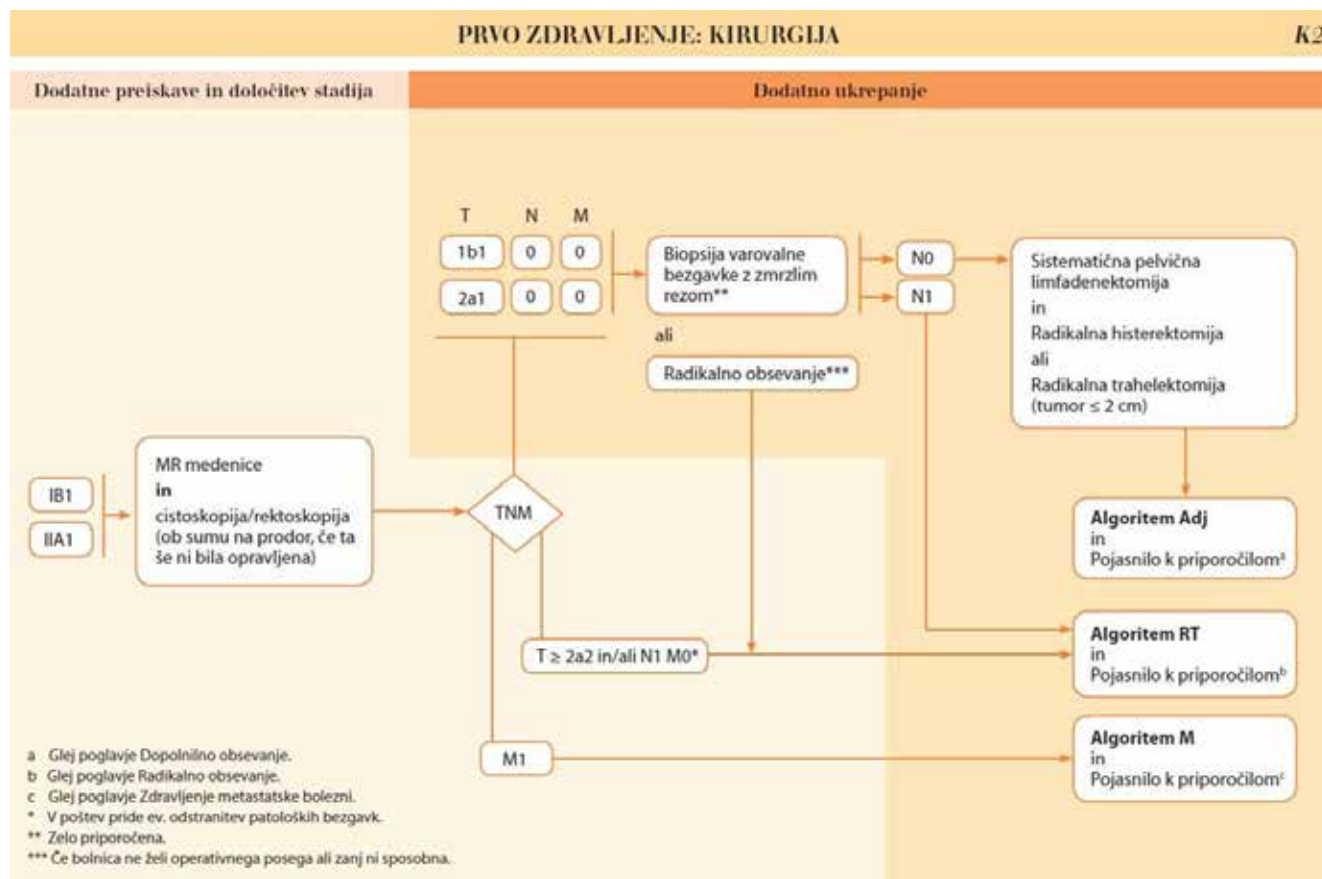 PRVO ZDRAVLJENJE: KIRURGIJA
K2
Dodatne preiskave in določitev stadija
Dodatno ukrepanje
T N M
1b1 0 0
2a1 0 0
Biopsija varovalne
bezgavke z zmrzlim
rezom**
ali
Radikalno obsevanje***
N0
N1
Sistematična pelvična
limfadenektomija
in
Radikalna histerektomija
ali
Radikalna trahelektomija
(tumor ≤ 2 cm)
IB1
IIA1
MR medenice
in
cistoskopija/rektoskopija
(ob sumu na prodor, če ta
še ni bila opravljena)
TNM
Algoritem Adj
in
Pojasnilo k priporočilomᵃ
T ≥ 2a2 in/ali N1 M0*
Algoritem RT
in
Pojasnilo k priporočilomᵇ
M1
Algoritem M
in
Pojasnilo k priporočilomᶜ
a Glej poglavje Dopolnilno obsevanje.
b Glej poglavje Radikalno obsevanje.
c Glej poglavje Zdravljenje metastatske bolezni.
* V poštev pride ev. odstranitev patoloških bezgavk.
** Zelo priporočena.
*** Če bolnica ne želi operativnega posega ali zanj ni sposobna.